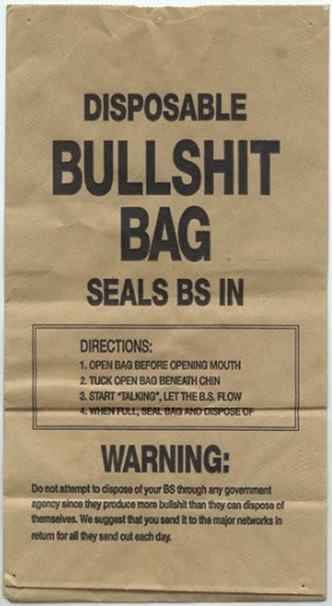 DISPOSABLE
BULLSHIT
BAG
SEALS BS IN
DIRECTIONS:
1. OPEN BAG BEFORE OPENING MOUTH
2. TUCK OPEN BAG BENEATH CHIN
3. START "TALKING", LET THE B.S. FLOW
4. WHEN FULL, SEAL BAG AND DISPOSE OF
WARNING:
Do not attempt to dispose of your BS through any government
agency since they produce more bullshit than they can dispose of
themselves. We suggest that you send it to the major networks in
return for all they send out each day.